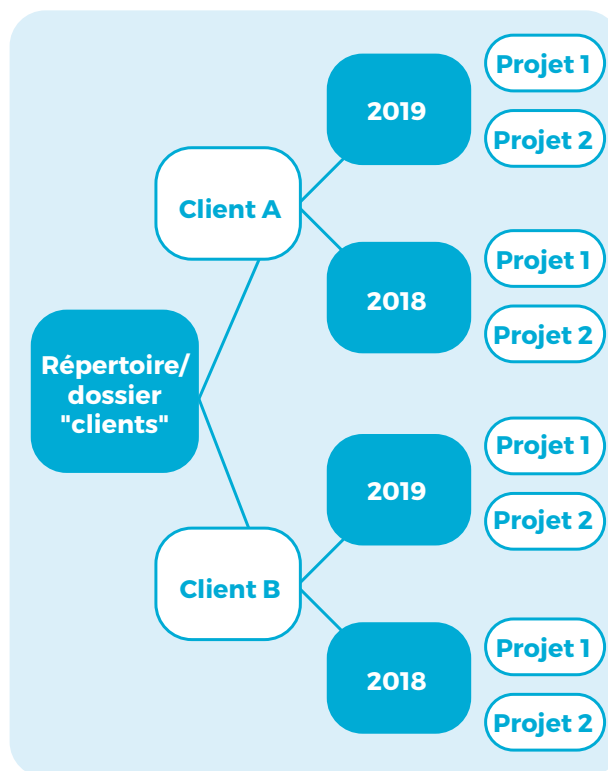 Répertoire/
dossier
"clients"
Client A
2019
Projet 1
Projet 2
2018
Projet 1
Projet 2
Client B
2019
Projet 1
Projet 2
2018
Projet 1
Projet 2